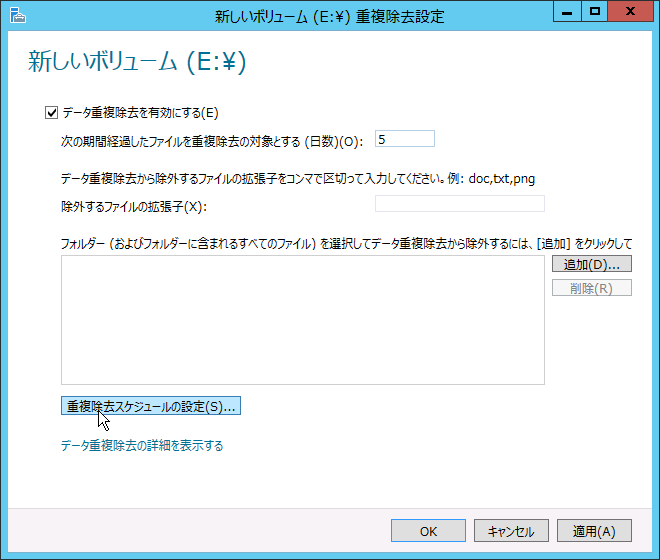 新しいボリューム (E:¥) 重複除去設定
新しいボリューム (E:¥)
データ重複除去を有効にする(E)
次の期間経過したファイルを重複除去の対象とする (日数)(O): 5
データ重複除去から除外するファイルの拡張子をコンマで区切って入力してください。例: doc,txt,png
除外するファイルの拡張子(X):
フォルダー (およびフォルダーに含まれるすべてのファイル) を選択してデータ重複除去から除外するには、[追加] をクリックして
追加(D)...
削除(R)
重複除去スケジュールの設定(S)...
データ重複除去の詳細を表示する
OK キャンセル 適用(A)